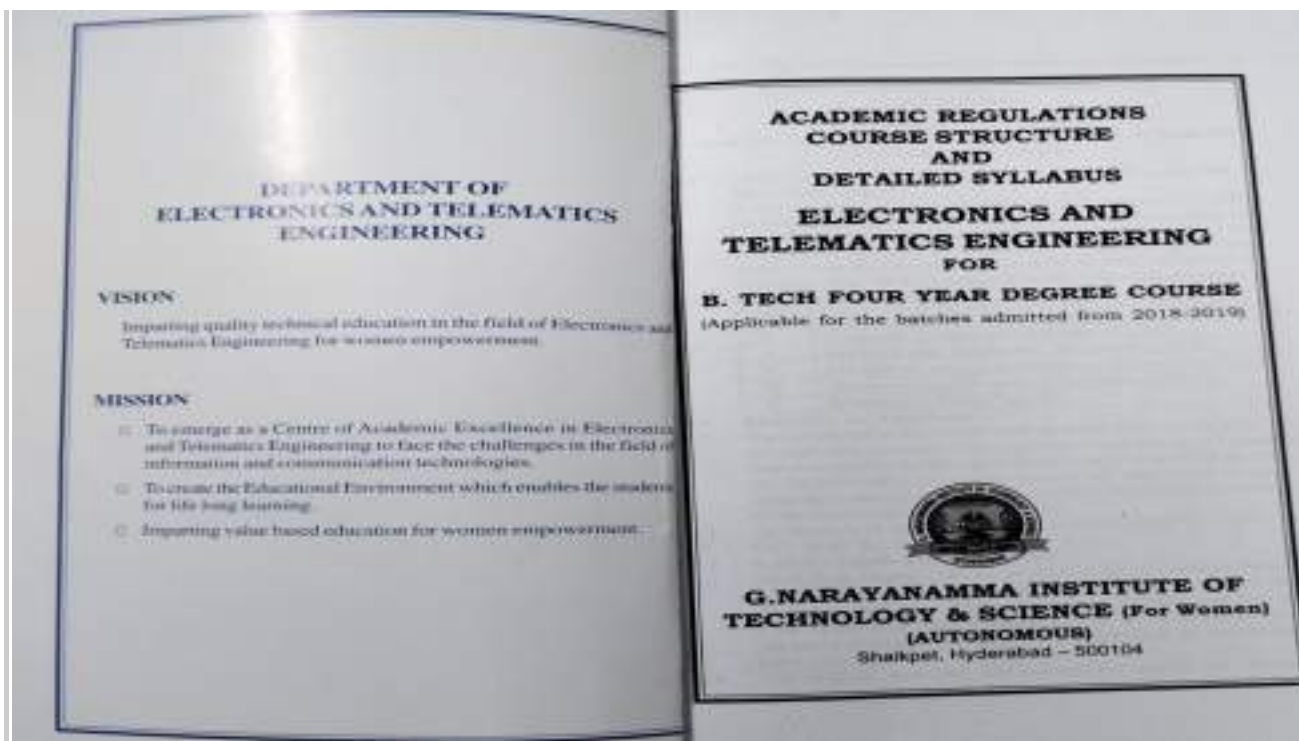 DEPARTMENT OF
ELECTRONICS AND TELEMATICS
ENGINEERING
VISION
Imparting quality technical education in the field of Electronics and
Telematics Engineering for women empowerment.
MISSION
To emerge as a Centre of Academic Excellence in Electronics
and Telematics Engineering to face the challenges in the field of
information and communication technologies.
To create the Educational Environment which enables the students
for life long learning.
Imparting value based education for women empowerment.
ACADEMIC REGULATIONS
COURSE STRUCTURE
AND
DETAILED SYLLABUS
ELECTRONICS AND
TELEMATICS ENGINEERING
FOR
B. TECH FOUR YEAR DEGREE COURSE
(Applicable for the batches admitted from 2018-2019)
G.NARAYANAMMA INSTITUTE OF
TECHNOLOGY & SCIENCE (For Women)
(AUTONOMOUS)
Shaikpet, Hyderabad – 500104